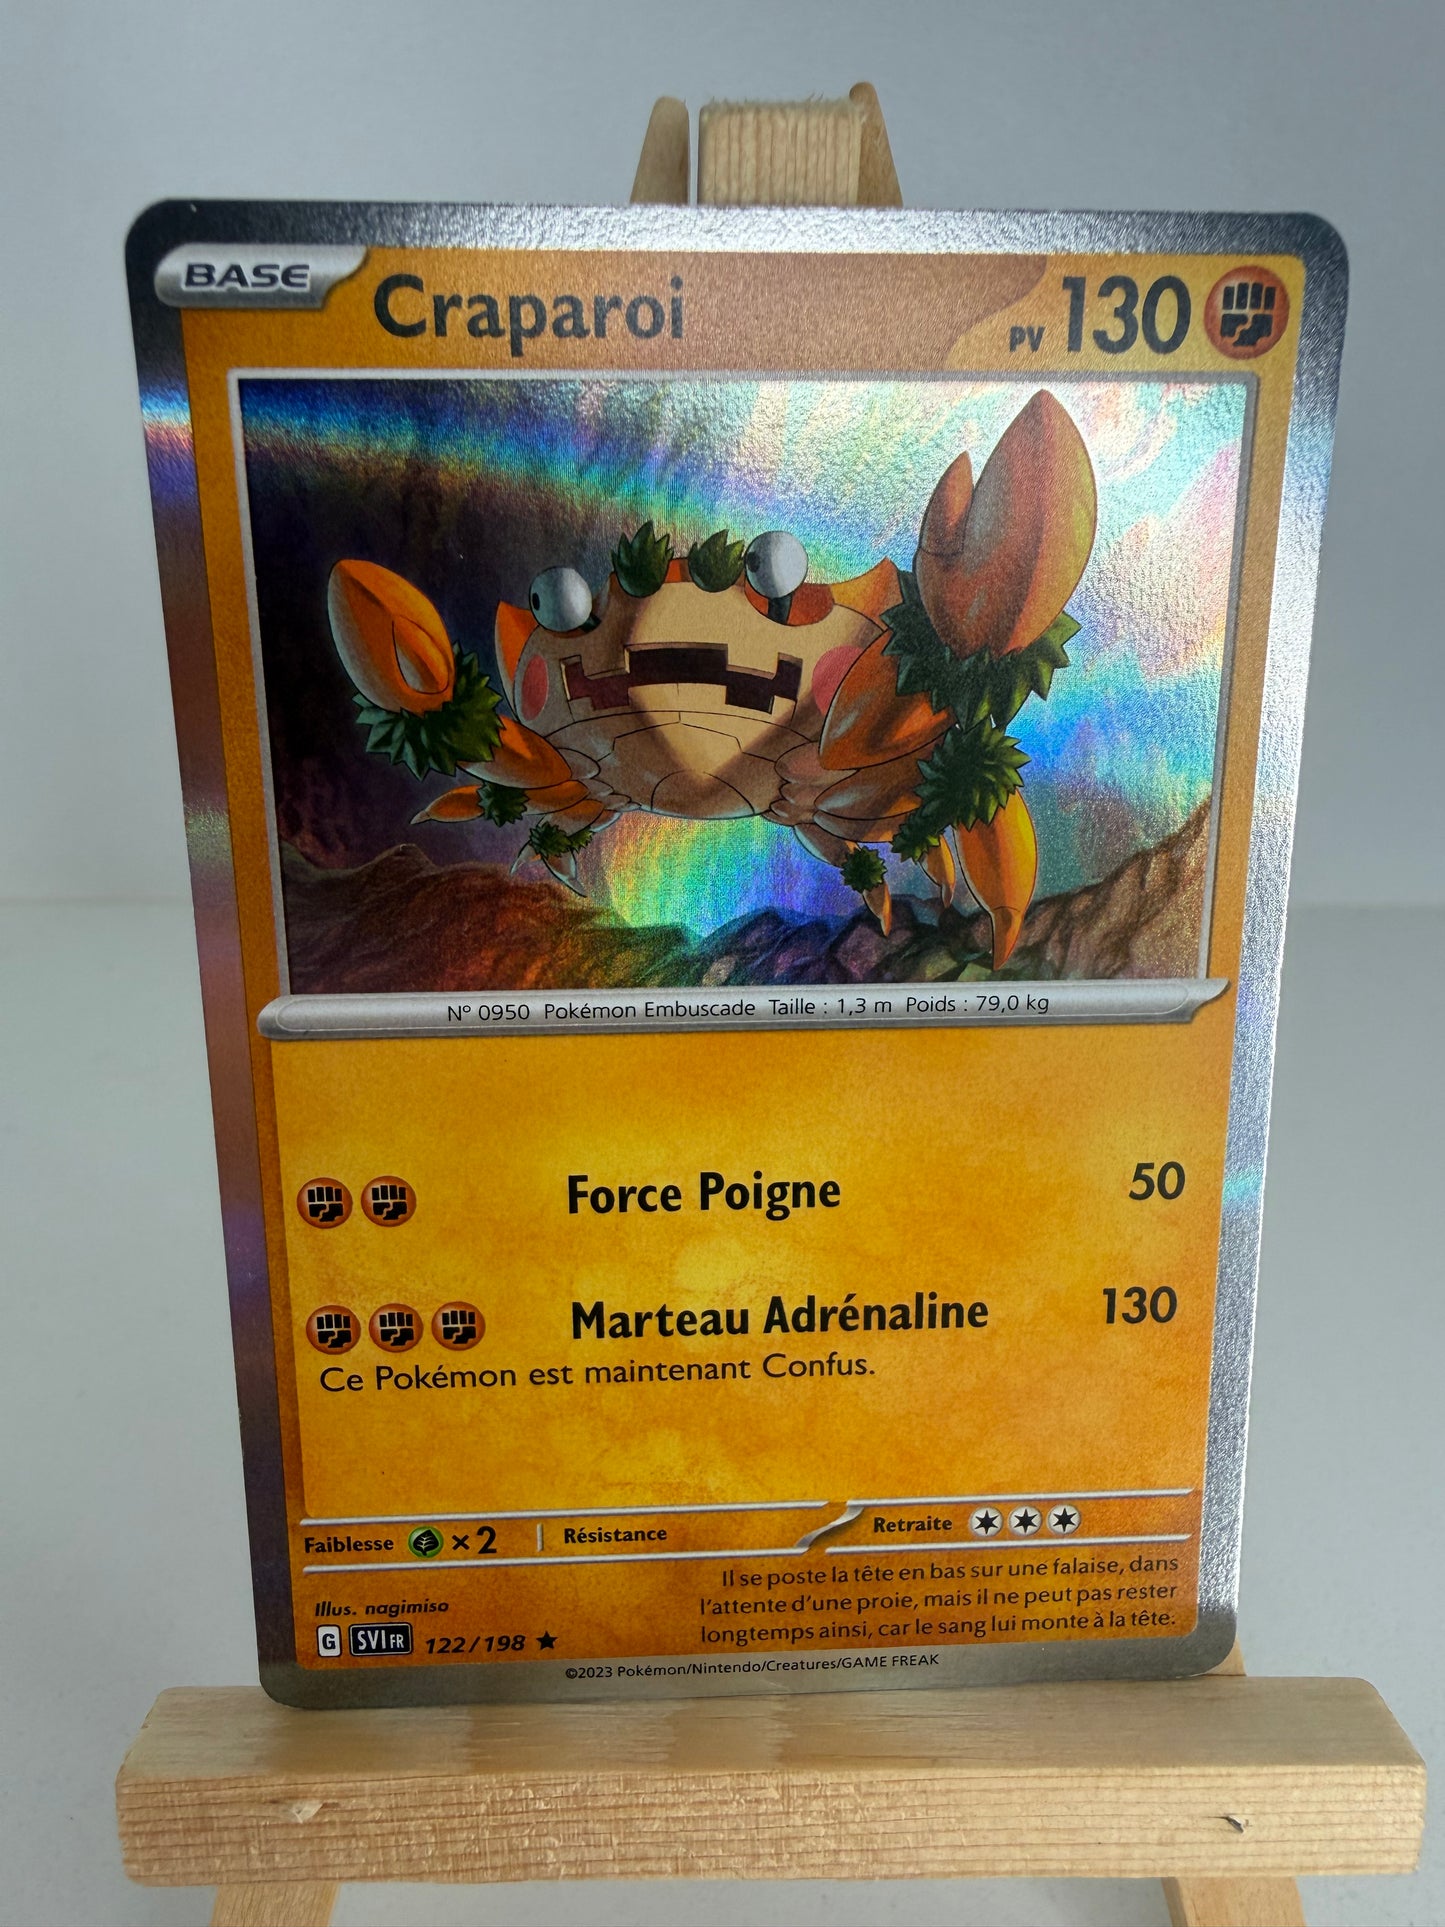 BASE
Craparoi
PV 130
Nº 0950 Pokémon Embuscade Taille : 1,3 m Poids : 79,0 kg
Force Poigne 50
Marteau Adrénaline 130
Ce Pokémon est maintenant Confus.
Faiblesse ×2 Résistance Retraite
Il se poste la tête en bas sur une falaise, dans
l'attente d'une proie, mais il ne peut pas rester
longtemps ainsi, car le sang lui monte à la tête.
Illus. nagimiso
G SVI FR 122/198 ★
©2023 Pokémon/Nintendo/Creatures/GAME FREAK